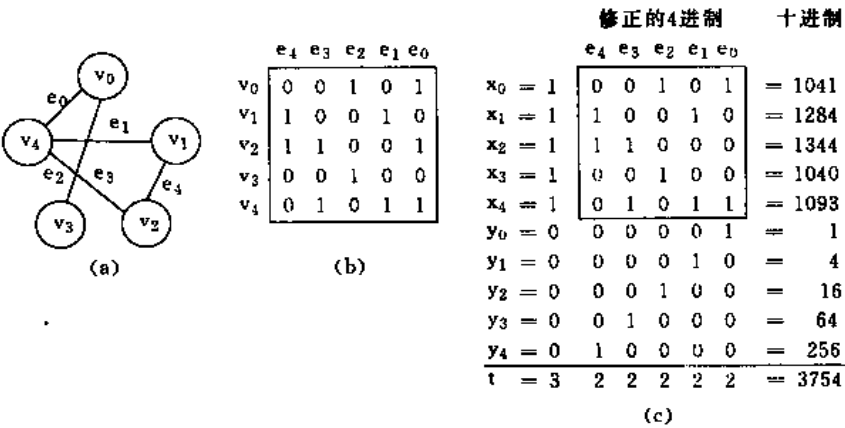 v₀
e₀
e₁
v₄
v₁
e₂
e₃
e₄
v₃
v₂
(a)
e₄ e₃ e₂ e₁ e₀
v₀ 0 0 1 0 1
v₁ 1 0 0 1 0
v₂ 1 1 0 0 1
v₃ 0 0 1 0 0
v₄ 0 1 0 1 1
(b)
修正的4进制 十进制
e₄ e₃ e₂ e₁ e₀
x₀ = 1 0 0 1 0 1 = 1041
x₁ = 1 1 0 0 1 0 = 1284
x₂ = 1 1 1 0 0 0 = 1344
x₃ = 1 0 0 1 0 0 = 1040
x₄ = 1 0 1 0 1 1 = 1093
y₀ = 0 0 0 0 0 1 = 1
y₁ = 0 0 0 0 1 0 = 4
y₂ = 0 0 0 1 0 0 = 16
y₃ = 0 0 1 0 0 0 = 64
y₄ = 0 1 0 0 0 0 = 256
t = 3 2 2 2 2 2 = 3754
(c)